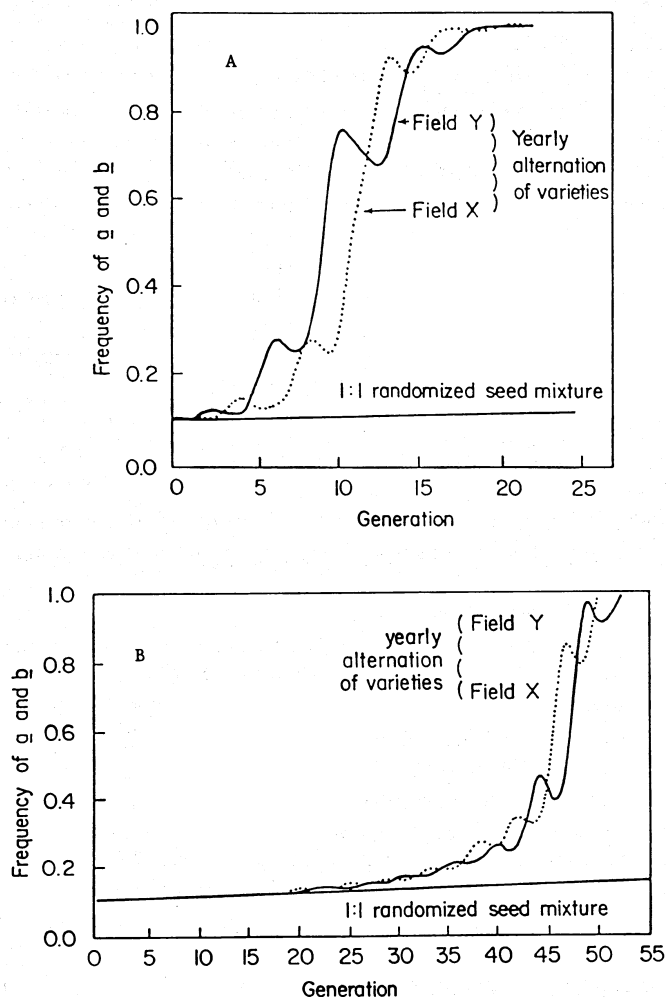 A
1.0
0.8
0.6
0.4
0.2
0.0
Frequency of a and b
Field Y
Field X
Yearly
alternation
of varieties
1:1 randomized seed mixture
0 5 10 15 20 25
Generation
B
1.0
0.8
0.6
0.4
0.2
0.0
Frequency of a and b
yearly
alternation
of varieties
Field Y
Field X
1:1 randomized seed mixture
0 5 10 15 20 25 30 35 40 45 50 55
Generation